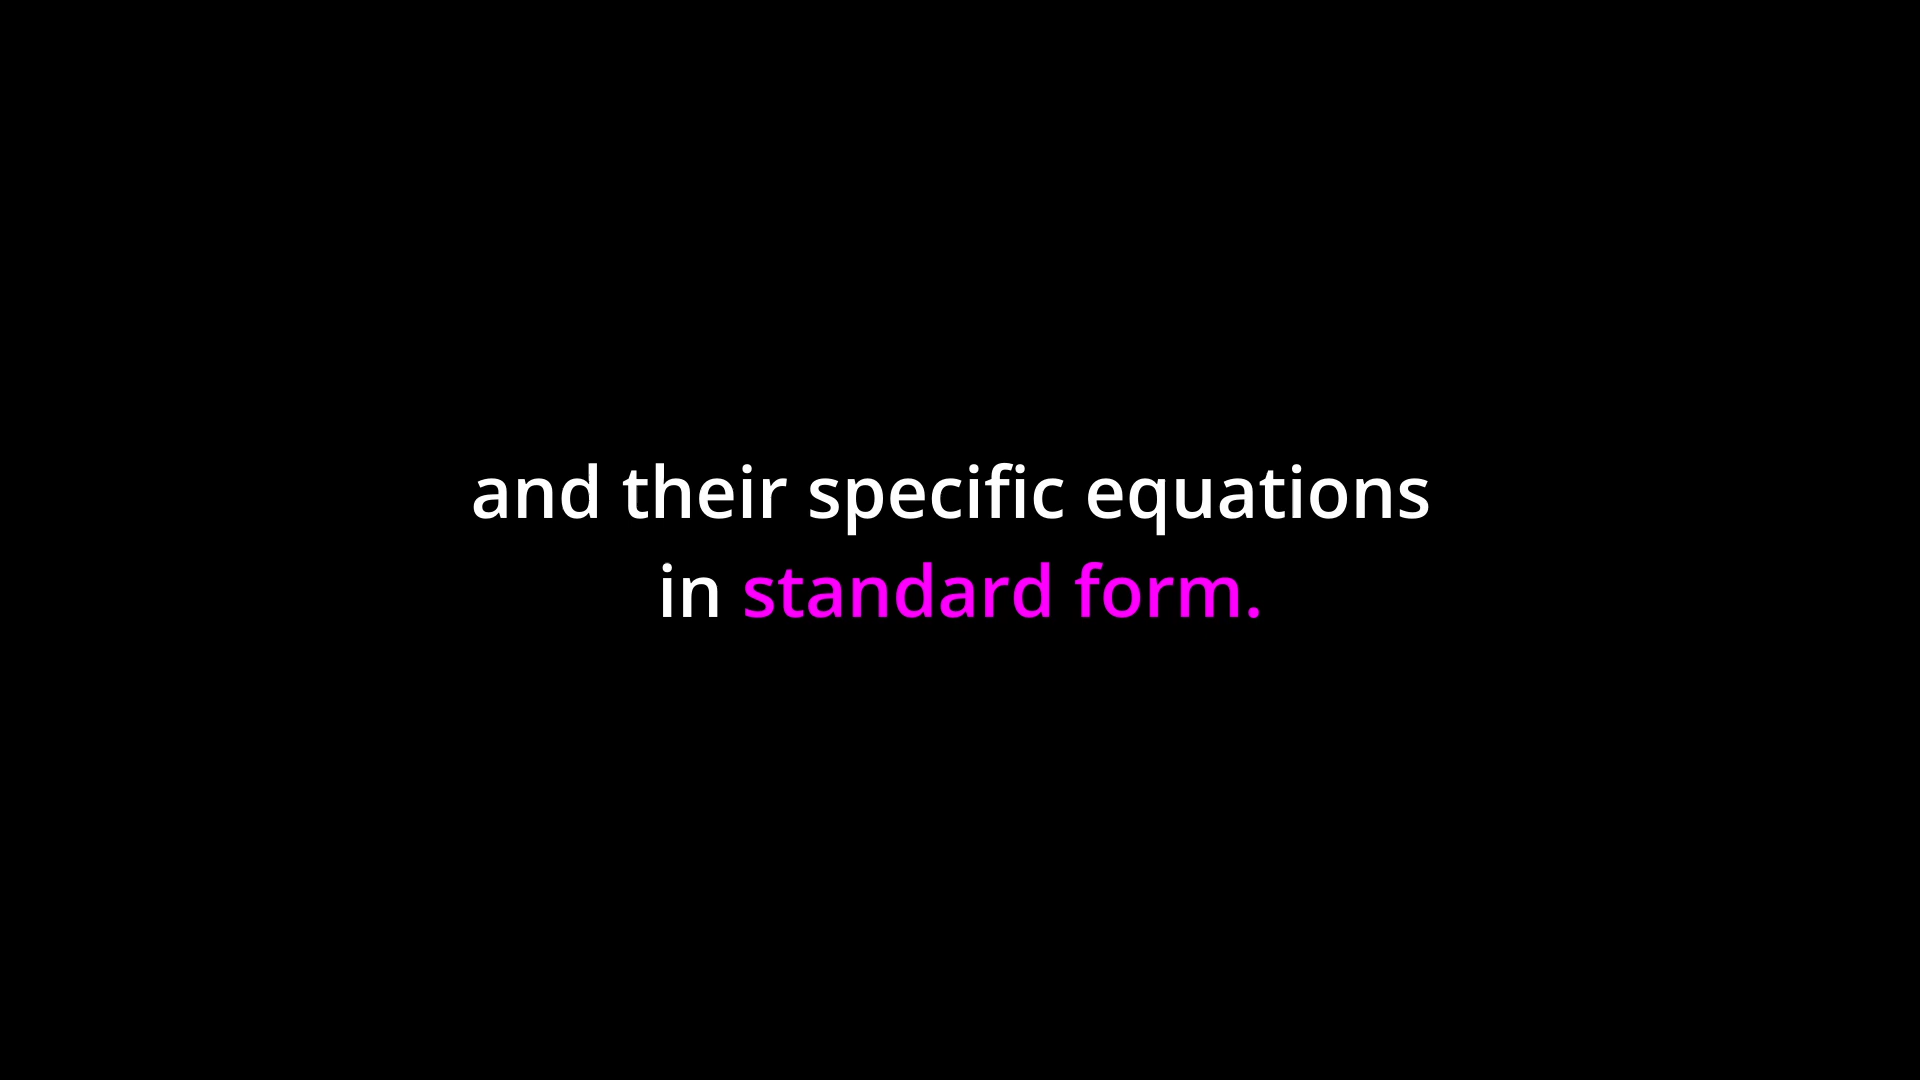 and their specific equations
in standard form.